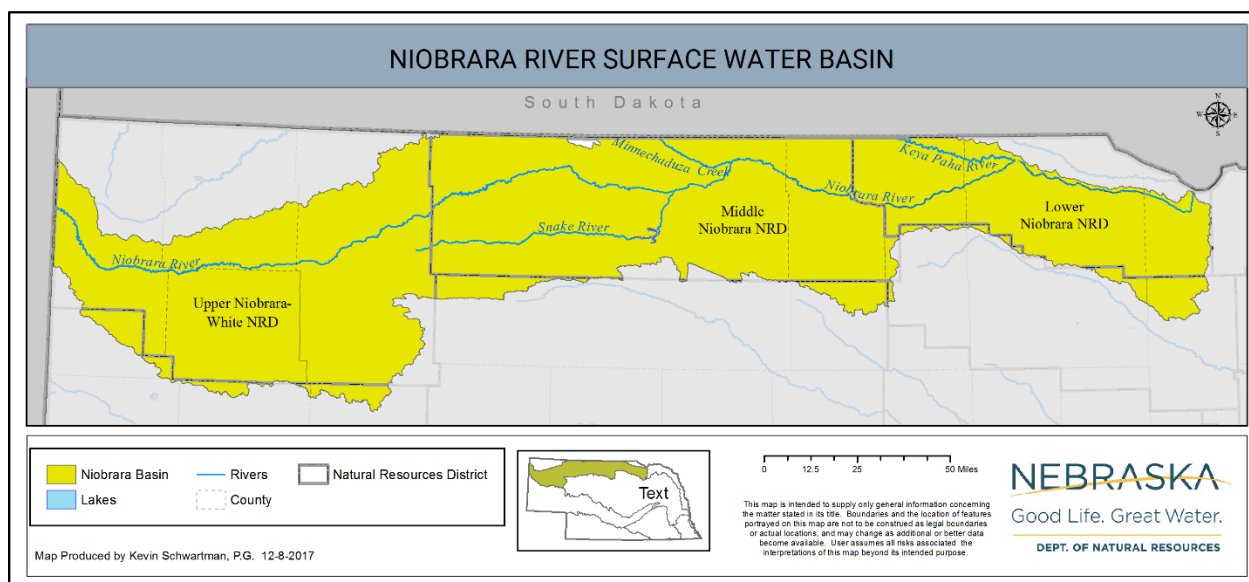 NIOBRARA RIVER SURFACE WATER BASIN
South Dakota
N
W E
S
Minnechaduza Creek
Keya Paha River
Niobrara River
Lower
Niobrara NRD
Middle
Niobrara NRD
Snake River
Niobrara River
Upper Niobrara-
White NRD
Niobrara Basin
Rivers
Natural Resources District
Lakes
County
Map Produced by Kevin Schwartman, P.G. 12-8-2017
Text
0 12.5 25 50 Miles
This map is intended to supply only general information concerning
the matter stated in its title. Boundaries and the location of features
portrayed on this map are not to be construed as legal boundaries
or actual locations, and may change as additional or better data
become available. User assumes all risks associated the
interpretations of this map beyond its intended purpose.
NEBRASKA
Good Life. Great Water.
DEPT. OF NATURAL RESOURCES